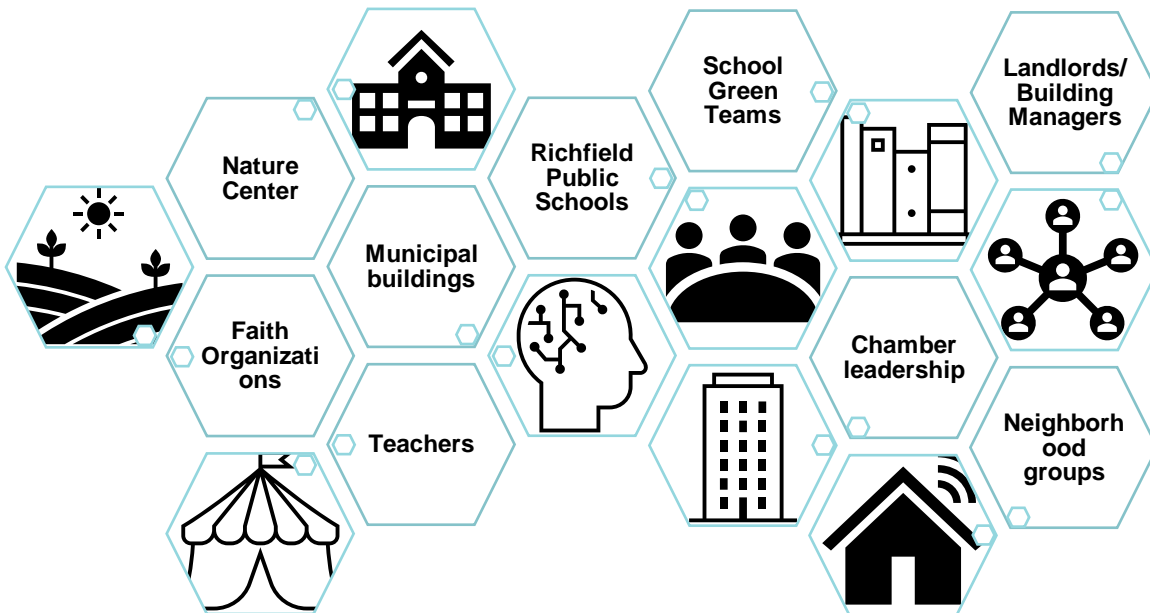 Nature
Center
Faith
Organizati
ons
Municipal
buildings
Teachers
Richfield
Public
Schools
School
Green
Teams
Chamber
leadership
Landlords/
Building
Managers
Neighborh
ood
groups